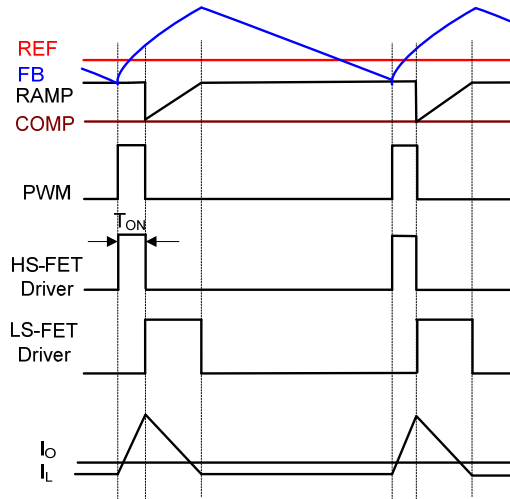 REF
FB
RAMP
COMP
PWM
TON
HS-FET
Driver
LS-FET
Driver
IO
IL